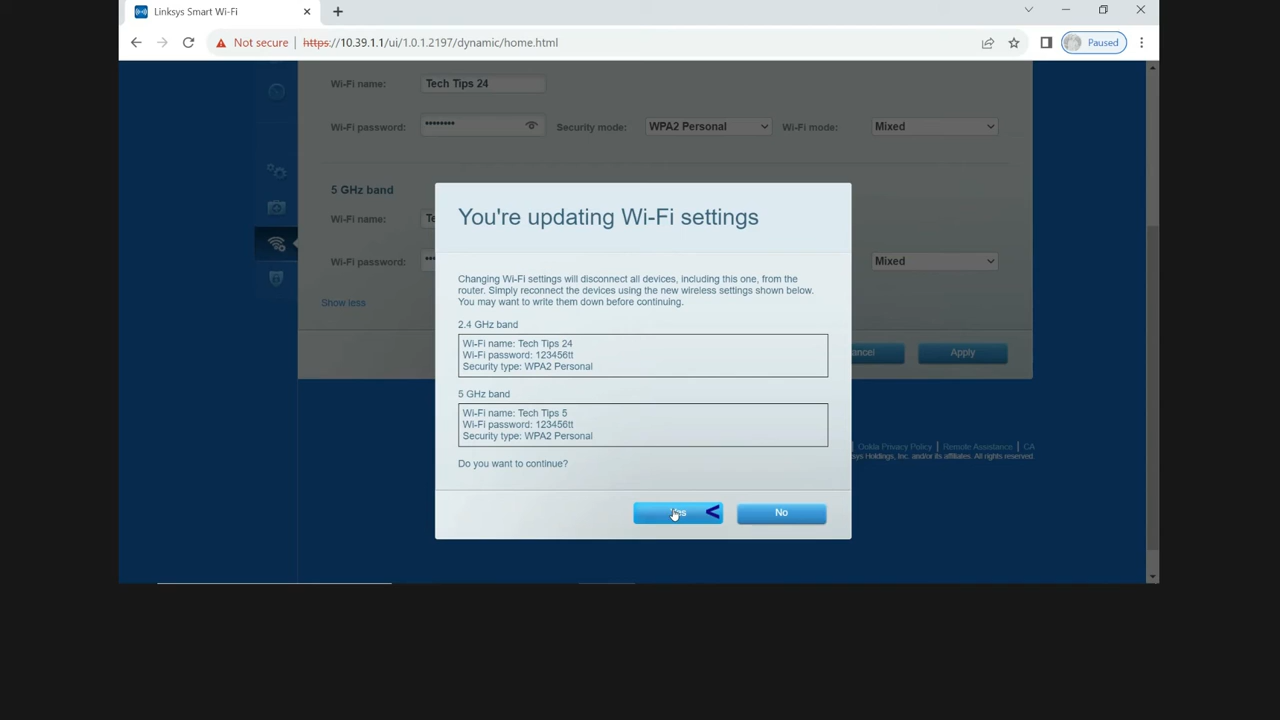 Linksys Smart Wi-Fi
Not secure | https://10.39.1.1/ui/1.0.1.2197/dynamic/home.html
Paused
Wi-Fi name: Tech Tips 24
Wi-Fi password: •••••••• Security mode: WPA2 Personal Wi-Fi mode: Mixed
5 GHz band
Wi-Fi name: Te
Wi-Fi password: Mixed
Show less
ancel Apply
You're updating Wi-Fi settings
Changing Wi-Fi settings will disconnect all devices, including this one, from the
router. Simply reconnect the devices using the new wireless settings shown below.
You may want to write them down before continuing.
2.4 GHz band
Wi-Fi name: Tech Tips 24
Wi-Fi password: 123456tt
Security type: WPA2 Personal
5 GHz band
Wi-Fi name: Tech Tips 5
Wi-Fi password: 123456tt
Security type: WPA2 Personal
Do you want to continue?
Yes < No
| Ookla Privacy Policy | Remote Assistance | CA
sys Holdings, Inc. and/or its affiliates. All rights reserved.